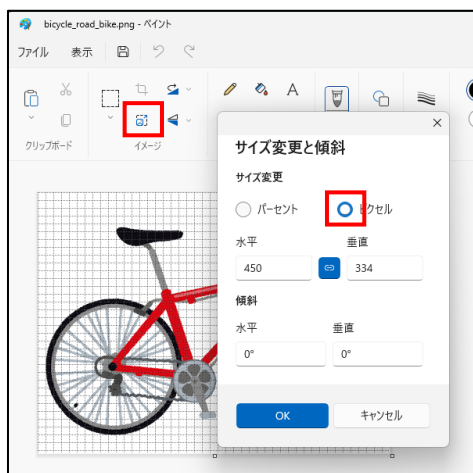 bicycle_road_bike.png - ペイント
ファイル 表示
A
クリップボード イメージ
サイズ変更と傾斜
サイズ変更
パーセント ピクセル
水平 垂直
450 334
傾斜
水平 垂直
0° 0°
OK キャンセル